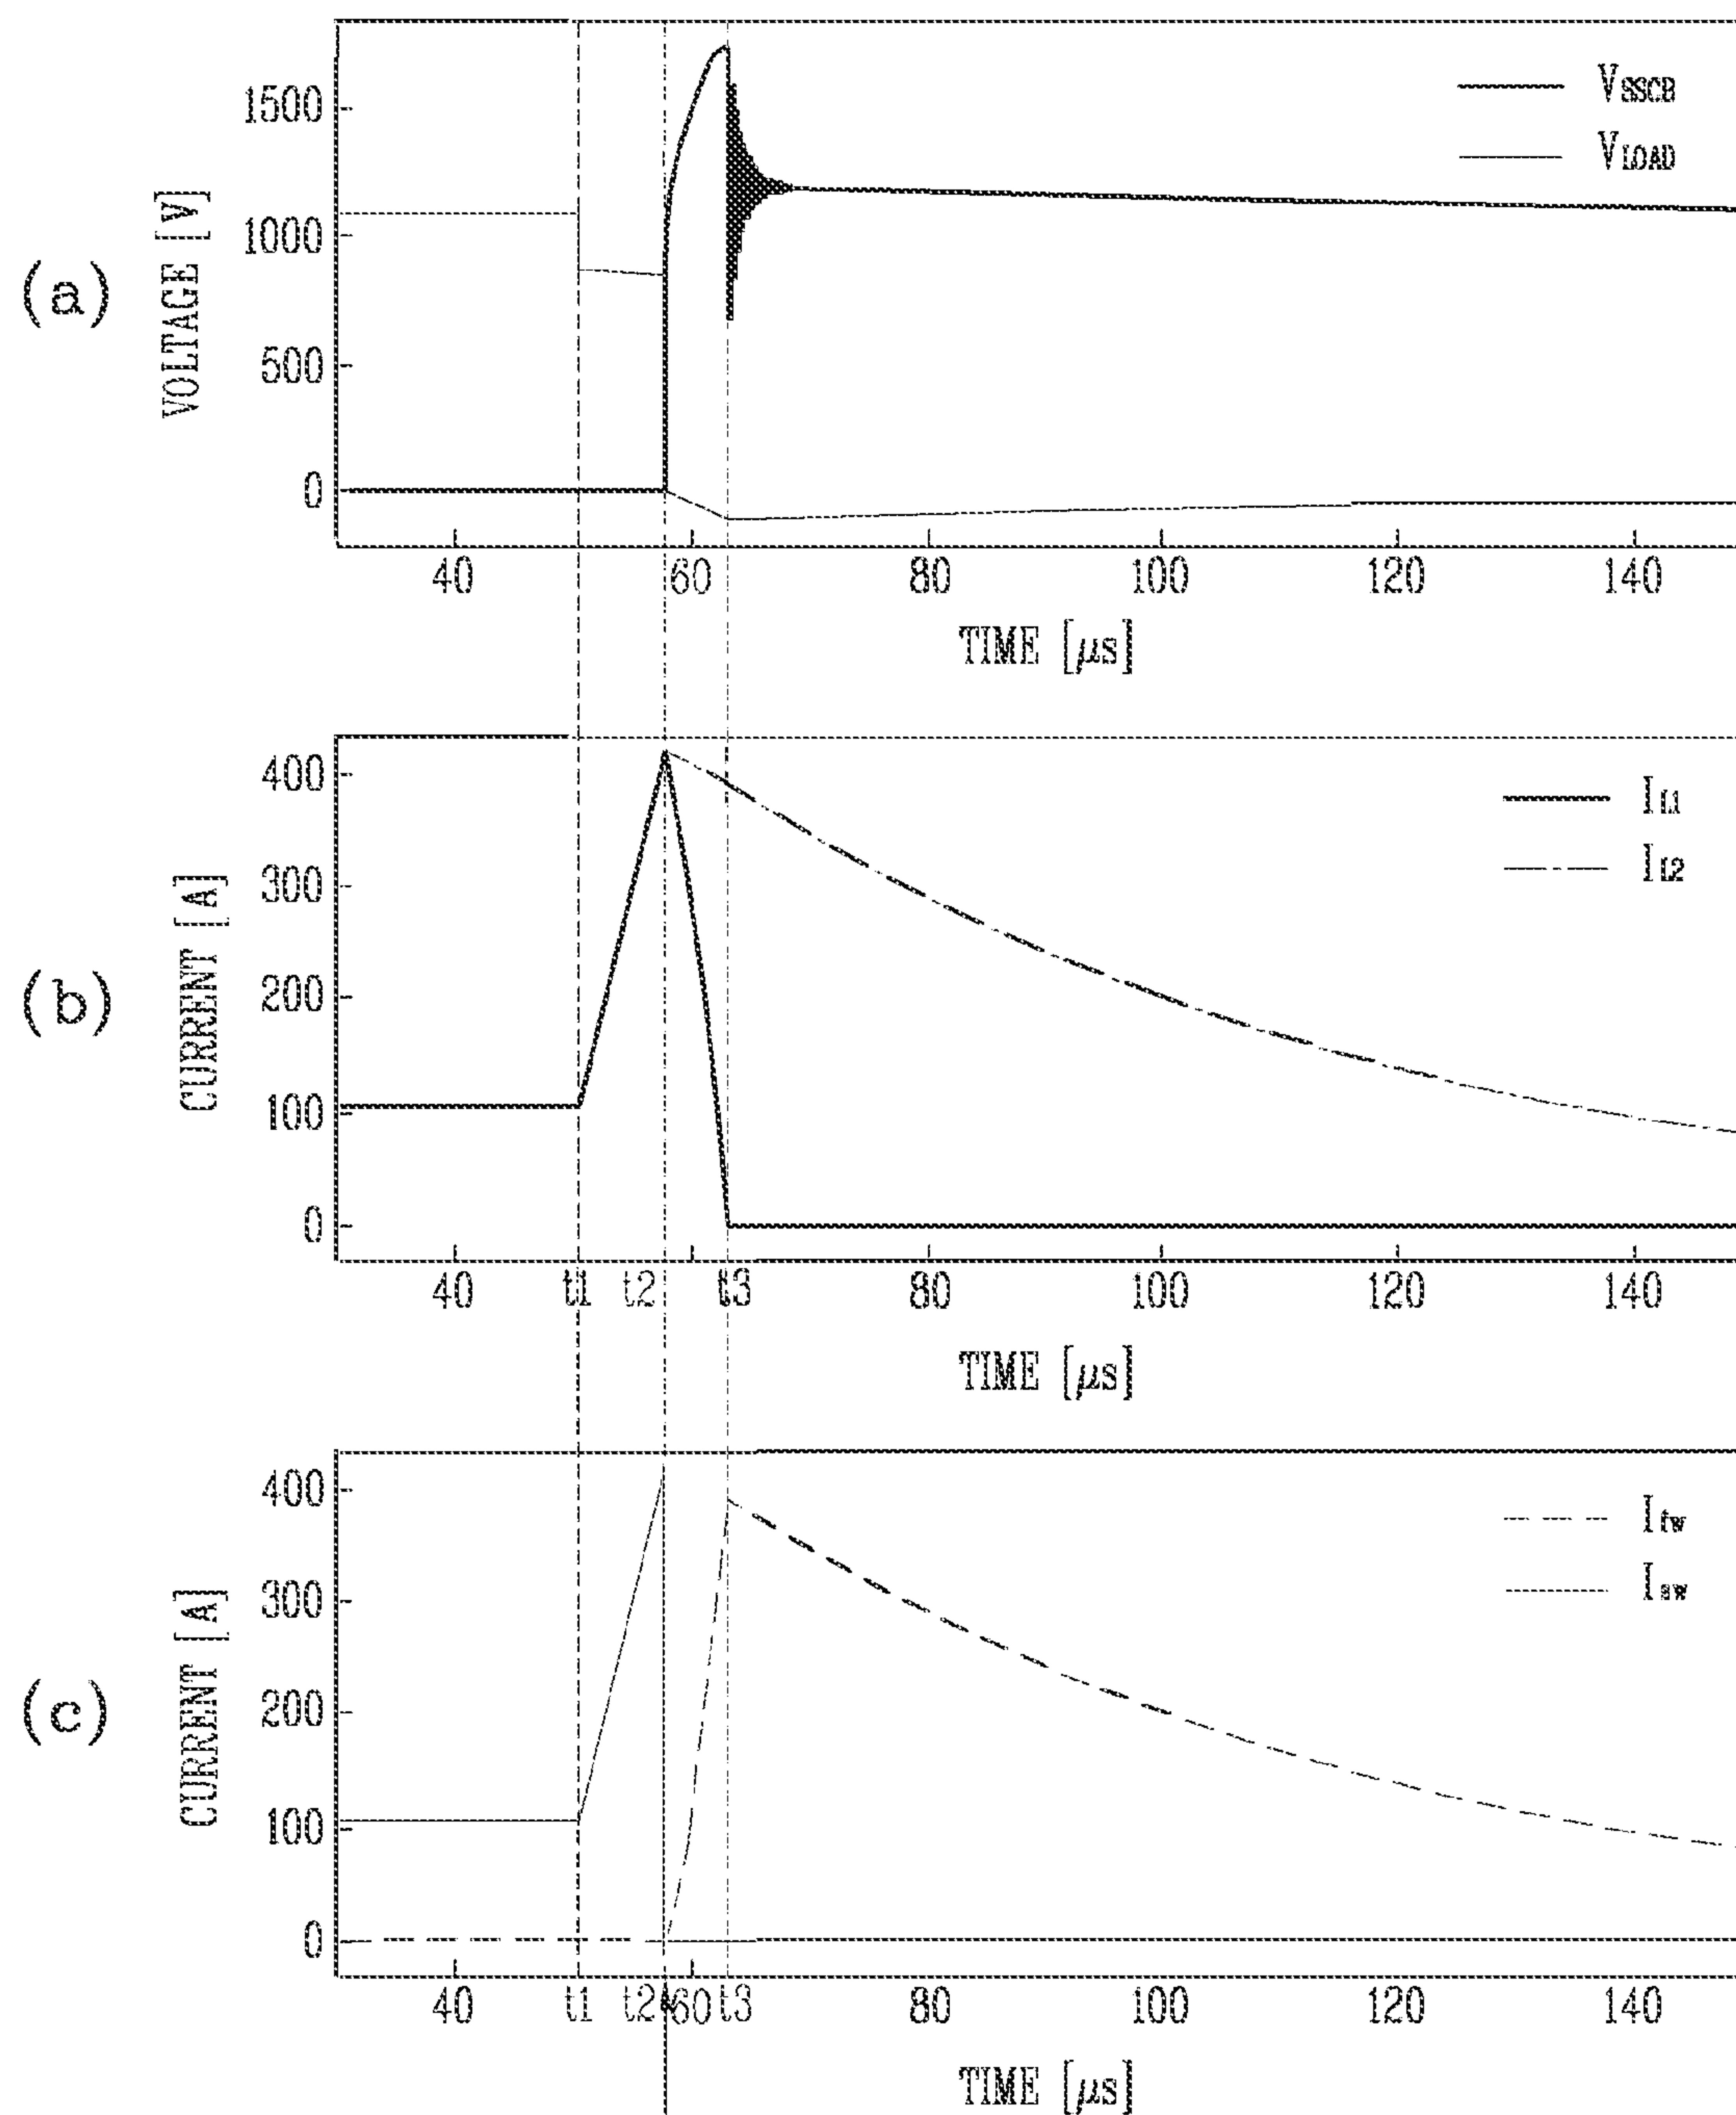 (a)
VOLTAGE [V]
1500
1000
500
0
VSSCB
VLOAD
40 60 80 100 120 140
TIME [μs]
(b)
CURRENT [A]
400
300
200
100
0
IL1
IL2
40 t1 t2 t3 80 100 120 140
TIME [μs]
(c)
CURRENT [A]
400
300
200
100
0
Ifw
Isw
40 t1 t2 60 t3 80 100 120 140
TIME [μs]